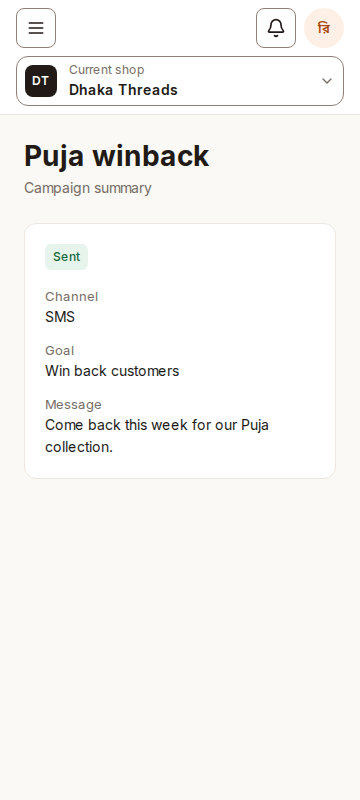 রি
Current shop
DT
Dhaka Threads
Puja winback
Campaign summary
Sent
Channel
SMS
Goal
Win back customers
Message
Come back this week for our Puja
collection.